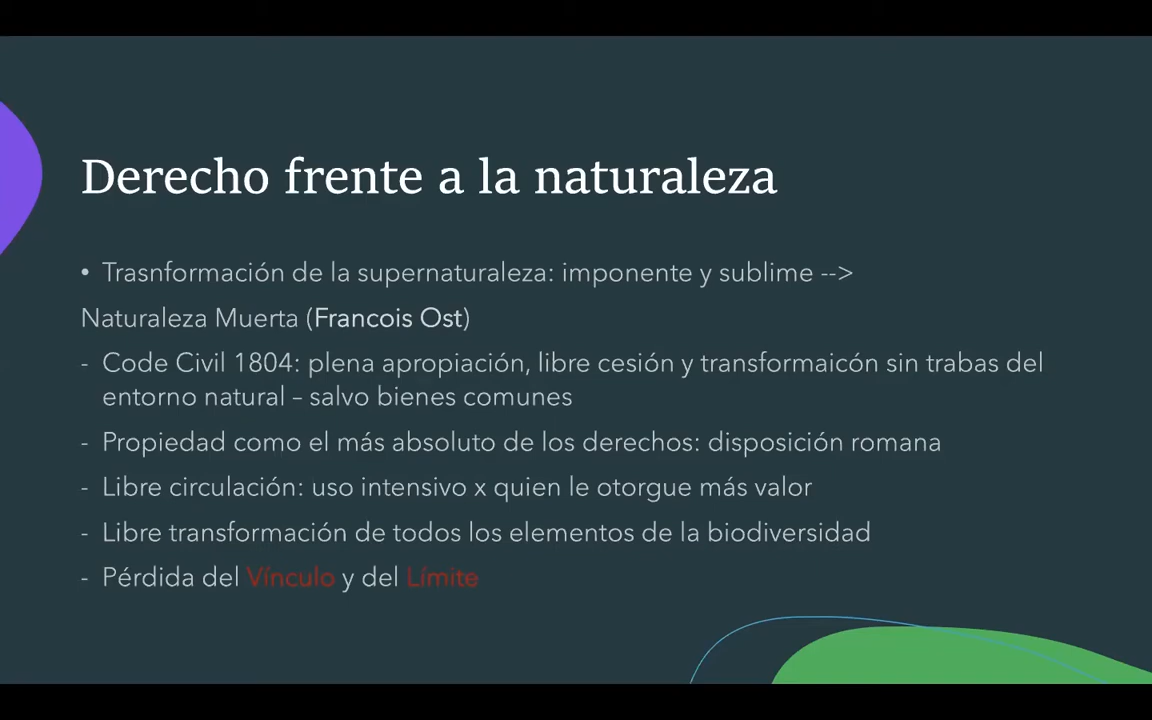 Derecho frente a la naturaleza
• Trasnformación de la supernaturaleza: imponente y sublime -->
Naturaleza Muerta (Francois Ost)
- Code Civil 1804: plena apropiación, libre cesión y transformaicón sin trabas del
entorno natural – salvo bienes comunes
- Propiedad como el más absoluto de los derechos: disposición romana
- Libre circulación: uso intensivo x quien le otorgue más valor
- Libre transformación de todos los elementos de la biodiversidad
- Pérdida del Vínculo y del Límite